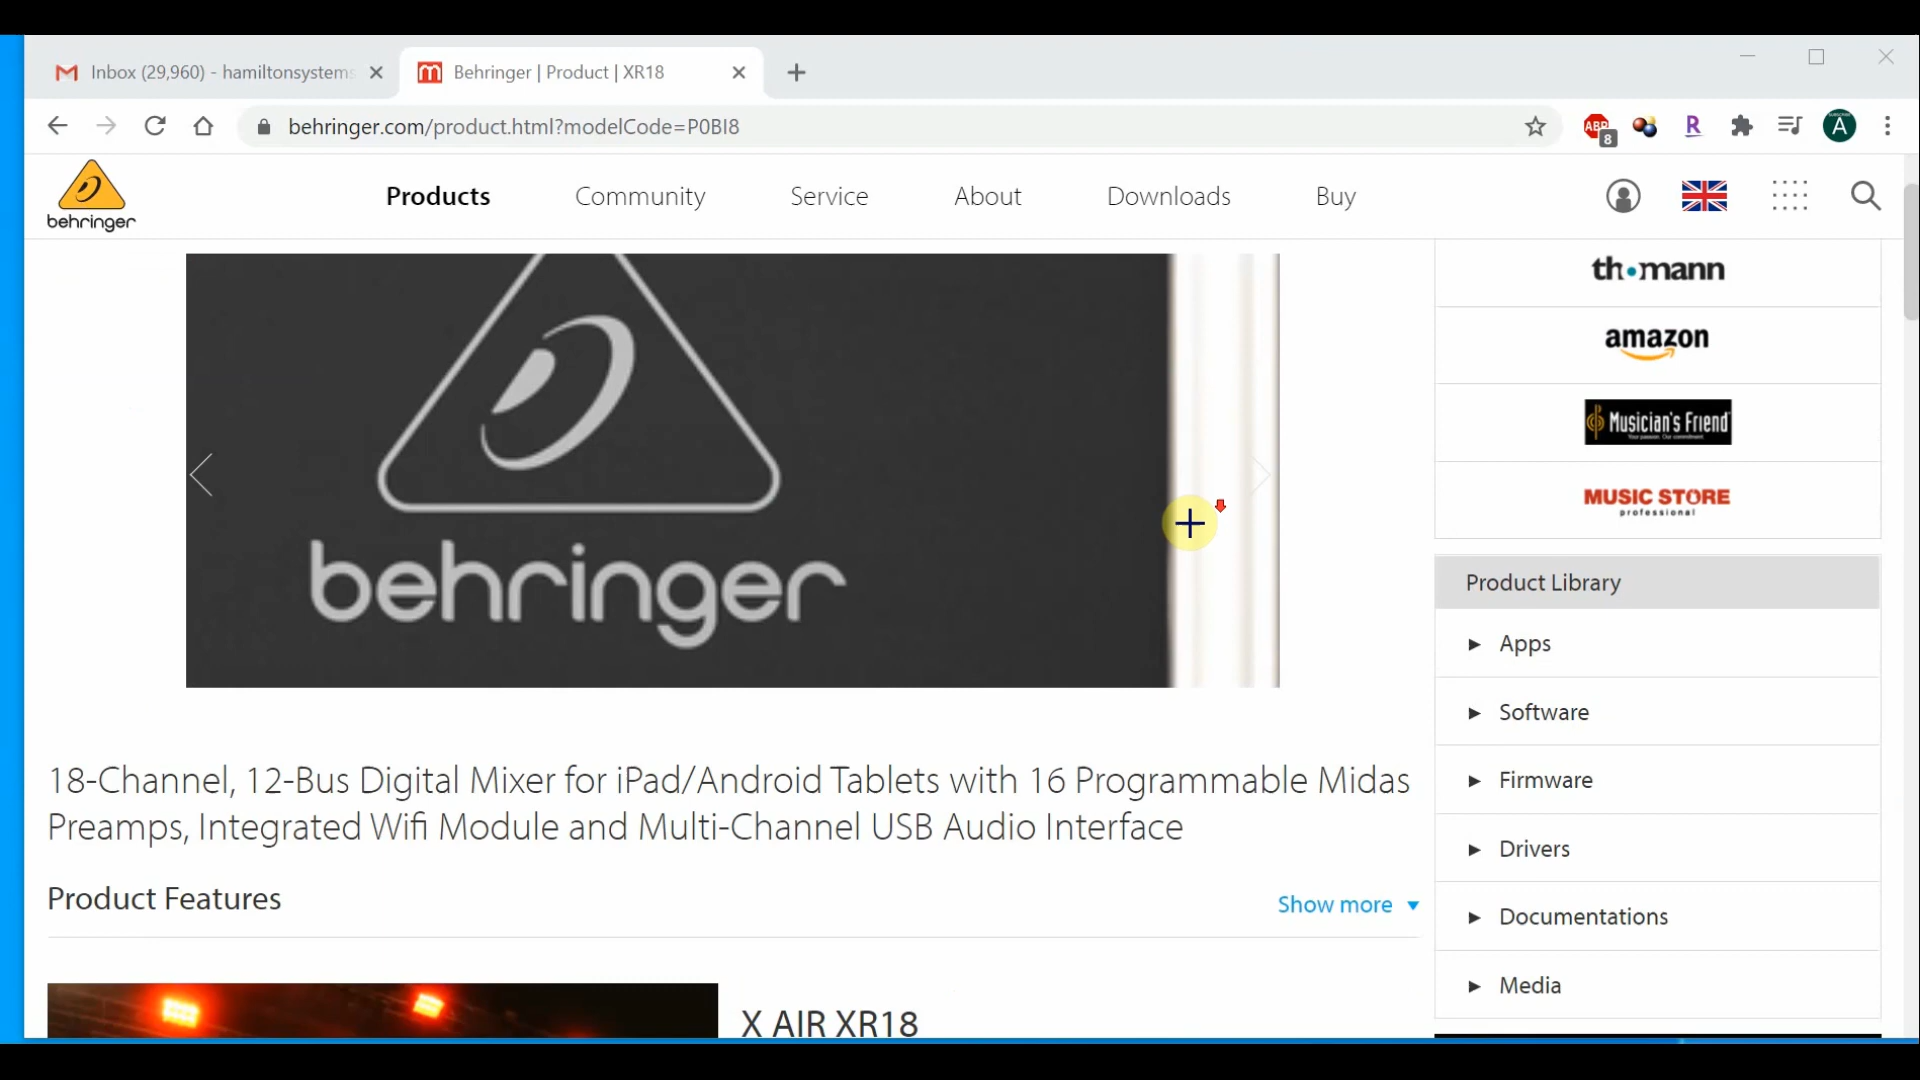 Inbox (29,960) - hamiltonsystems
Behringer | Product | XR18
behringer.com/product.html?modelCode=P0BI8
ABP
8
R
A
behringer
Products
Community
Service
About
Downloads
Buy
behringer
thomann
amazon
Musician's Friend
MUSIC STORE
professional
Product Library
Apps
Software
Firmware
Drivers
Documentations
Media
18-Channel, 12-Bus Digital Mixer for iPad/Android Tablets with 16 Programmable Midas
Preamps, Integrated Wifi Module and Multi-Channel USB Audio Interface
Product Features
Show more
X AIR XR18